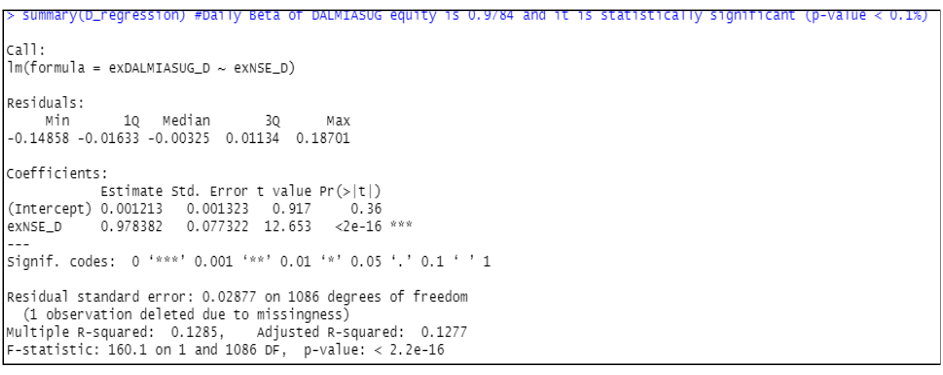 > summary(D_regression) #Daily Beta of DALMIASUG equity is 0.9784 and it is statistically significant (p-value < 0.1%)
Call:
lm(formula = exDALMIASUG_D ~ exNSE_D)
Residuals:
Min 1Q Median 3Q Max
-0.14858 -0.01633 -0.00325 0.01134 0.18701
Coefficients:
Estimate Std. Error t value Pr(>|t|)
(Intercept) 0.001213 0.001323 0.917 0.36
exNSE_D 0.978382 0.077322 12.653 <2e-16 ***
---
Signif. codes: 0 ‘***’ 0.001 ‘**’ 0.01 ‘*’ 0.05 ‘.’ 0.1 ‘ ’ 1
Residual standard error: 0.02877 on 1086 degrees of freedom
(1 observation deleted due to missingness)
Multiple R-squared: 0.1285, Adjusted R-squared: 0.1277
F-statistic: 160.1 on 1 and 1086 DF, p-value: < 2.2e-16